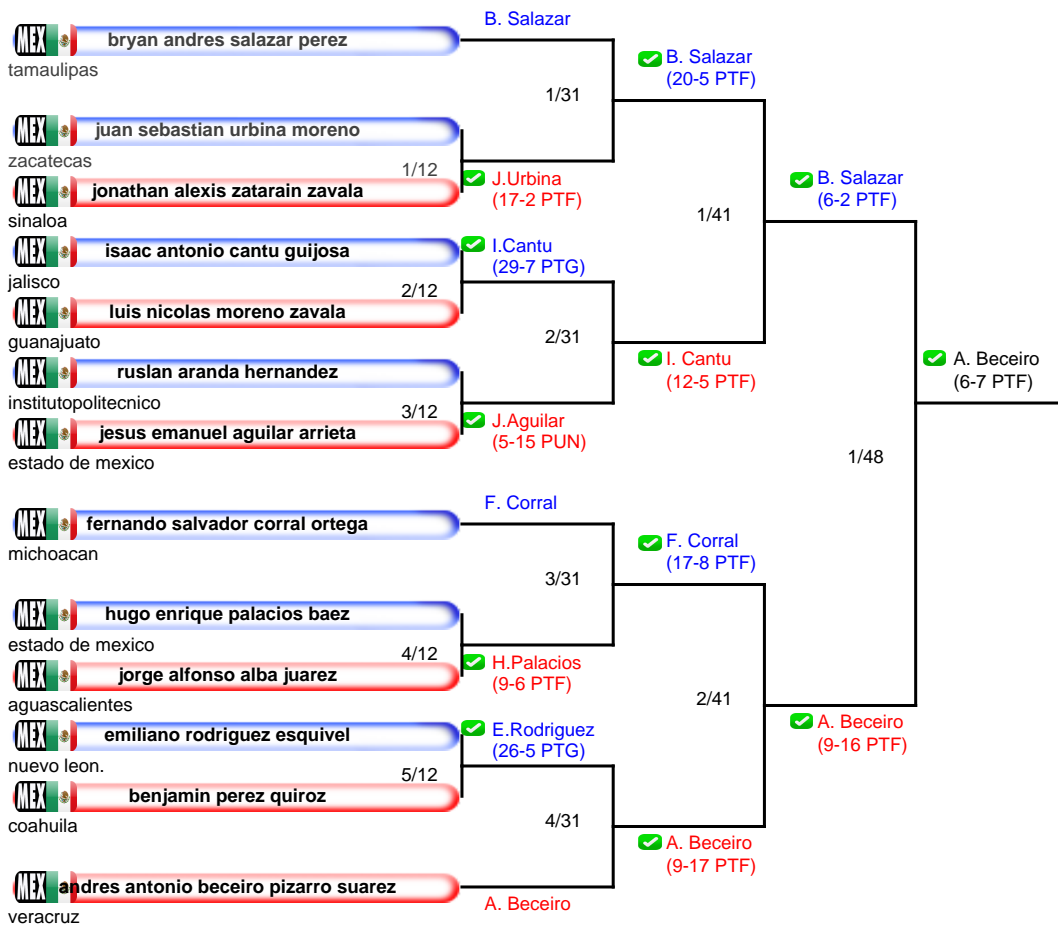 B. Salazar
MEX bryan andres salazar perez
tamaulipas
B. Salazar
(20-5 PTF)
1/31
MEX juan sebastian urbina moreno
zacatecas
1/12
J.Urbina
(17-2 PTF)
MEX jonathan alexis zatarain zavala
sinaloa
B. Salazar
(6-2 PTF)
1/41
MEX isaac antonio cantu guijosa
jalisco
I.Cantu
(29-7 PTG)
2/12
MEX luis nicolas moreno zavala
guanajuato
2/31
I. Cantu
(12-5 PTF)
A. Beceiro
(6-7 PTF)
MEX ruslan aranda hernandez
institutopolitecnico
3/12
J.Aguilar
(5-15 PUN)
MEX jesus emanuel aguilar arrieta
estado de mexico
1/48
F. Corral
MEX fernando salvador corral ortega
michoacan
F. Corral
(17-8 PTF)
3/31
MEX hugo enrique palacios baez
estado de mexico
4/12
H.Palacios
(9-6 PTF)
MEX jorge alfonso alba juarez
aguascalientes
2/41
A. Beceiro
(9-16 PTF)
MEX emiliano rodriguez esquivel
nuevo leon.
E.Rodriguez
(26-5 PTG)
5/12
MEX benjamin perez quiroz
coahuila
4/31
A. Beceiro
(9-17 PTF)
MEX andres antonio beceiro pizarro suarez
veracruz
A. Beceiro